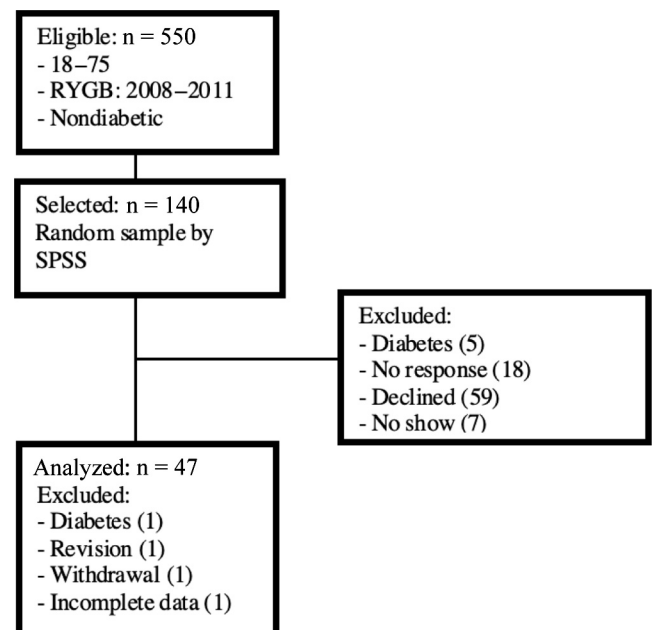 Eligible: n = 550
- 18–75
- RYGB: 2008–2011
- Nondiabetic
Selected: n = 140
Random sample by
SPSS
Excluded:
- Diabetes (5)
- No response (18)
- Declined (59)
- No show (7)
Analyzed: n = 47
Excluded:
- Diabetes (1)
- Revision (1)
- Withdrawal (1)
- Incomplete data (1)